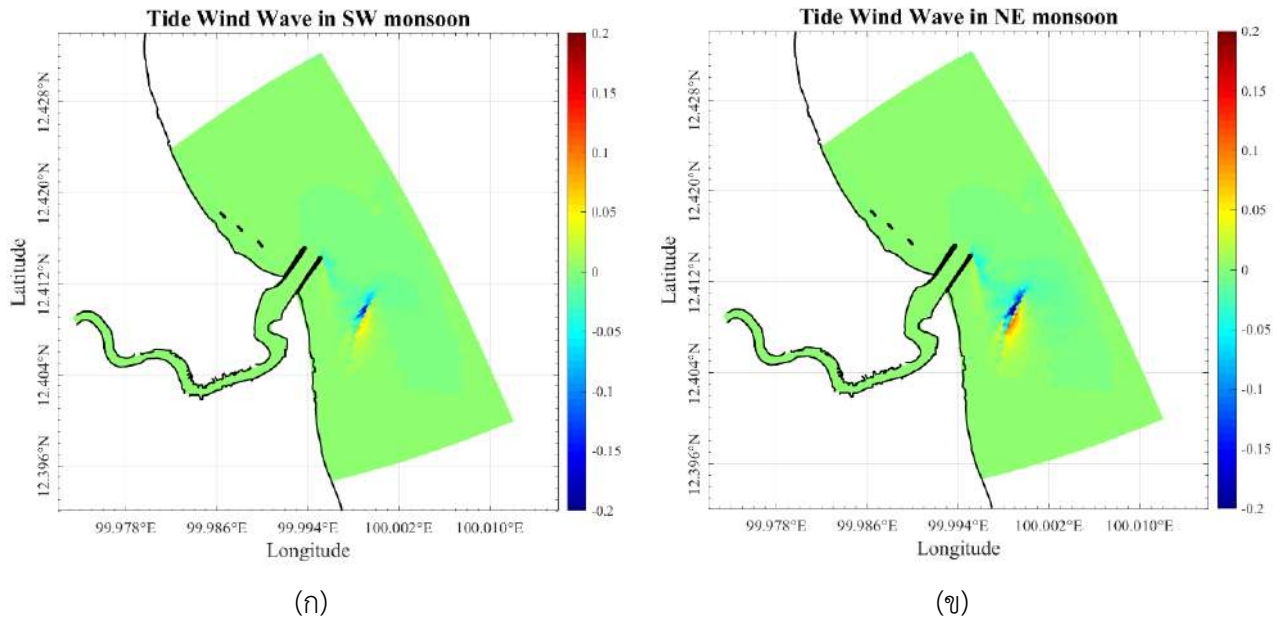 Tide Wind Wave in SW monsoon
12.428°N
12.420°N
12.412°N
12.404°N
12.396°N
Latitude
99.978°E 99.986°E 99.994°E 100.002°E 100.010°E
Longitude
0.2
0.15
0.1
0.05
0
-0.05
-0.1
-0.15
-0.2
(ก)
Tide Wind Wave in NE monsoon
12.428°N
12.420°N
12.412°N
12.404°N
12.396°N
Latitude
99.978°E 99.986°E 99.994°E 100.002°E 100.010°E
Longitude
0.2
0.15
0.1
0.05
0
-0.05
-0.1
-0.15
-0.2
(ข)